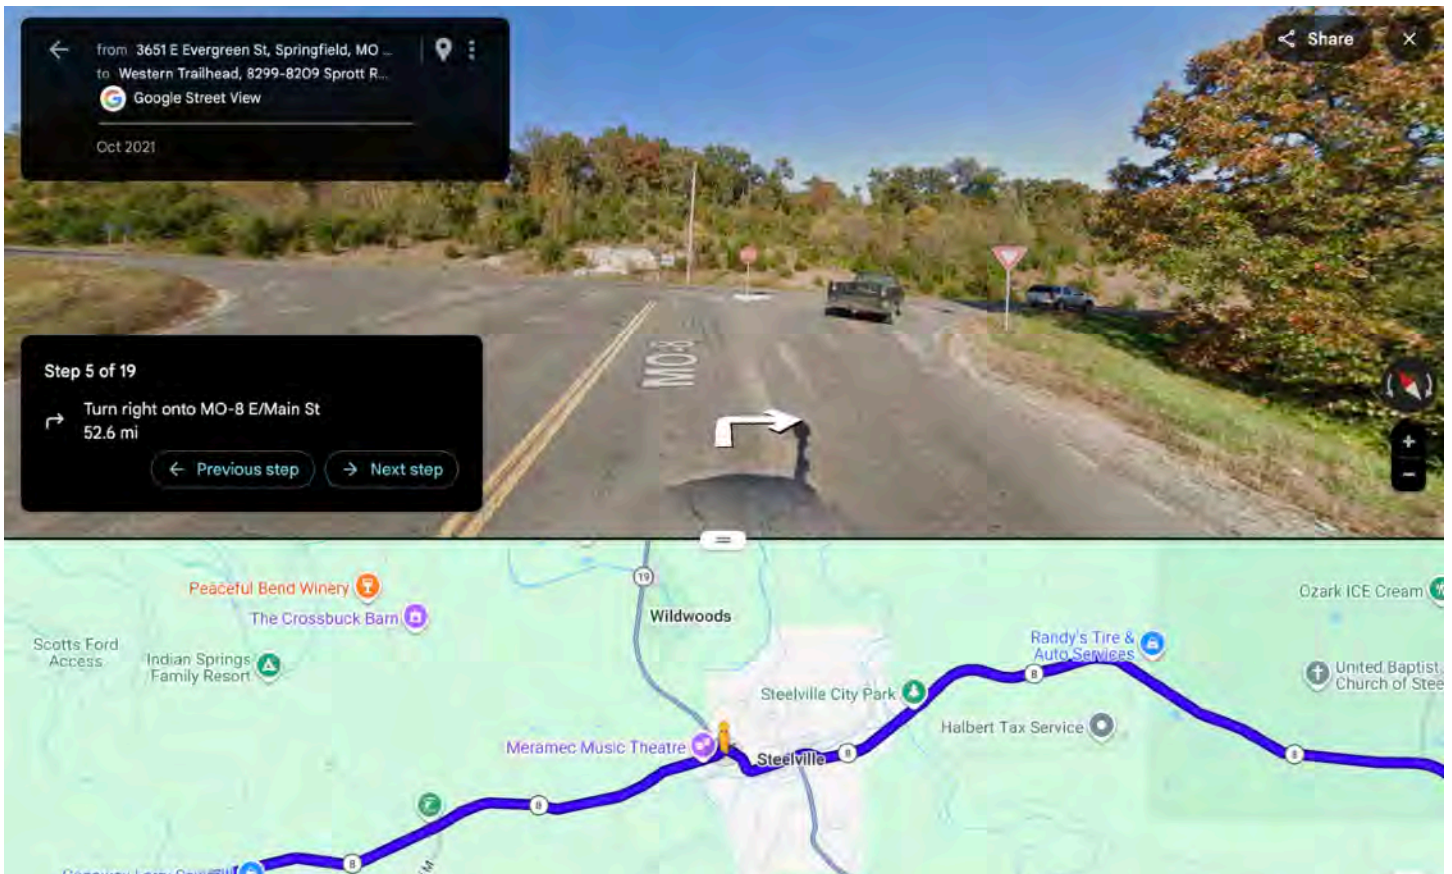 from 3651 E Evergreen St, Springfield, MO ...
to Western Trailhead, 8299-8209 Sprott R...
Google Street View
Oct 2021
Share
Step 5 of 19
Turn right onto MO-8 E/Main St
52.6 mi
Previous step
Next step
MO-8
Peaceful Bend Winery
The Crossbuck Barn
Scotts Ford
Access
Indian Springs
Family Resort
19
Wildwoods
Ozark ICE Cream
Randy's Tire &
Auto Services
8
United Baptist
Church of Stee
Steelville City Park
Halbert Tax Service
Meramec Music Theatre
Steelville
8
8
8
8